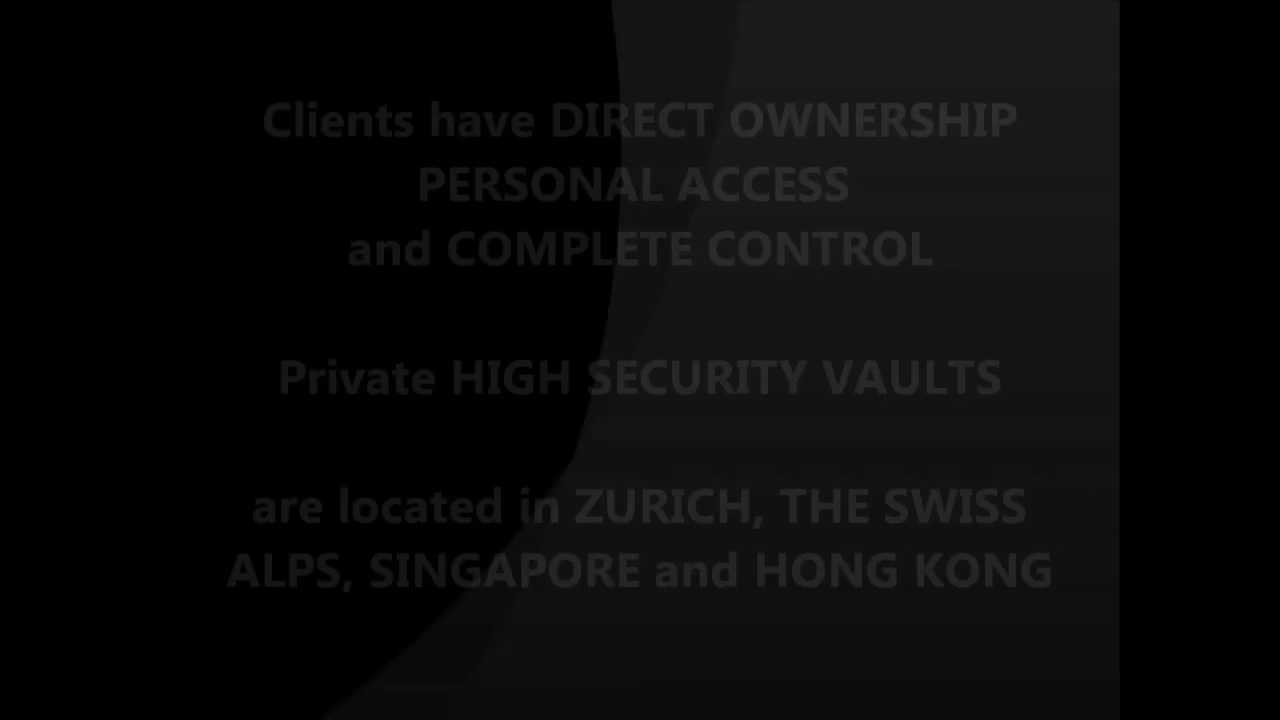 Clients have DIRECT OWNERSHIP
PERSONAL ACCESS
and COMPLETE CONTROL
Private HIGH SECURITY VAULTS
are located in ZURICH, THE SWISS
ALPS, SINGAPORE and HONG KONG